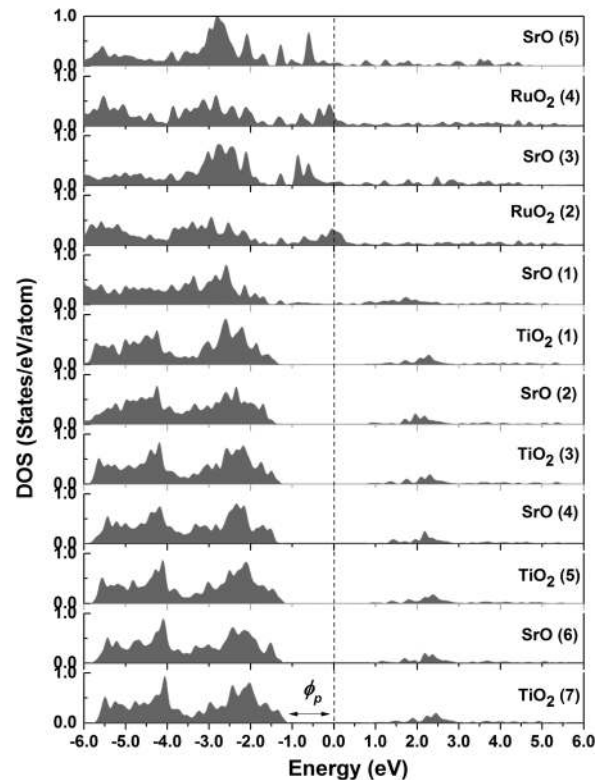 1.0
SrO (5)
0.0
1.0
RuO2 (4)
0.0
1.0
SrO (3)
0.0
1.0
RuO2 (2)
0.0
1.0
SrO (1)
0.0
1.0
TiO2 (1)
0.0
1.0
SrO (2)
0.0
1.0
TiO2 (3)
0.0
1.0
SrO (4)
0.0
1.0
TiO2 (5)
0.0
1.0
SrO (6)
0.0
1.0
TiO2 (7)
ϕp
0.0
-6.0 -5.0 -4.0 -3.0 -2.0 -1.0 0.0 1.0 2.0 3.0 4.0 5.0 6.0
Energy (eV)
DOS (States/eV/atom)